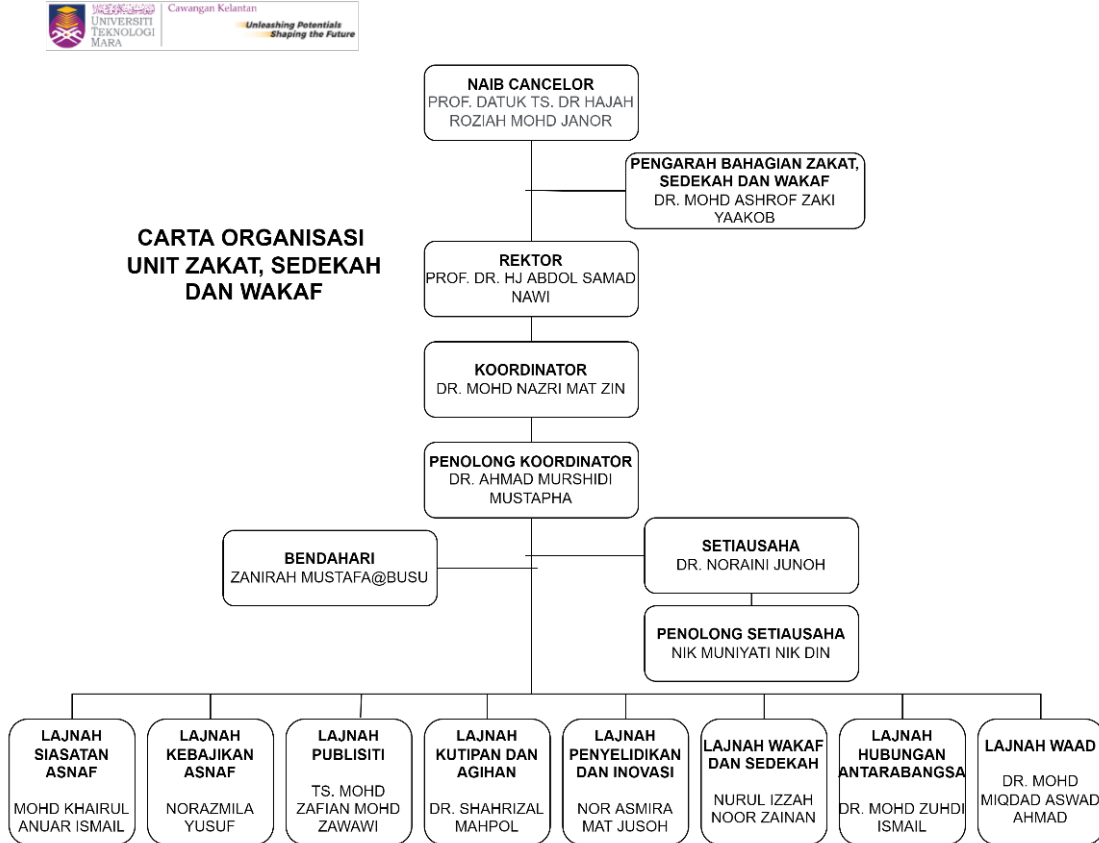 UNIVERSITI
TEKNOLOGI
MARA
Cawangan Kelantan
Unleashing Potentials
Shaping the Future
NAIB CANCELOR
PROF. DATUK TS. DR HAJAH
ROZIAH MOHD JANOR
PENGARAH BAHAGIAN ZAKAT,
SEDEKAH DAN WAKAF
DR. MOHD ASHROF ZAKI
YAAKOB
CARTA ORGANISASI
UNIT ZAKAT, SEDEKAH
DAN WAKAF
REKTOR
PROF. DR. HJ ABDOL SAMAD
NAWI
KOORDINATOR
DR. MOHD NAZRI MAT ZIN
PENOLONG KOORDINATOR
DR. AHMAD MURSHIDI
MUSTAPHA
BENDAHARI
ZANIRAH MUSTAFA@BUSU
SETIAUSAHA
DR. NORAINI JUNOH
PENOLONG SETIAUSAHA
NIK MUNIYATI NIK DIN
LAJNAH
SIASATAN
ASNAF
MOHD KHAIRUL
ANUAR ISMAIL
LAJNAH
KEBAJIKAN
ASNAF
NORAZMILA
YUSUF
LAJNAH
PUBLISITI
TS. MOHD
ZAFIAN MOHD
ZAWAWI
LAJNAH
KUTIPAN DAN
AGIHAN
DR. SHAHRIZAL
MAHPOL
LAJNAH
PENYELIDIKAN
DAN INOVASI
NOR ASMIRA
MAT JUSOH
LAJNAH WAKAF
DAN SEDEKAH
NURUL IZZAH
NOOR ZAINAN
LAJNAH
HUBUNGAN
ANTARABANGSA
DR. MOHD ZUHDI
ISMAIL
LAJNAH WAAD
DR. MOHD
MIQDAD ASWAD
AHMAD